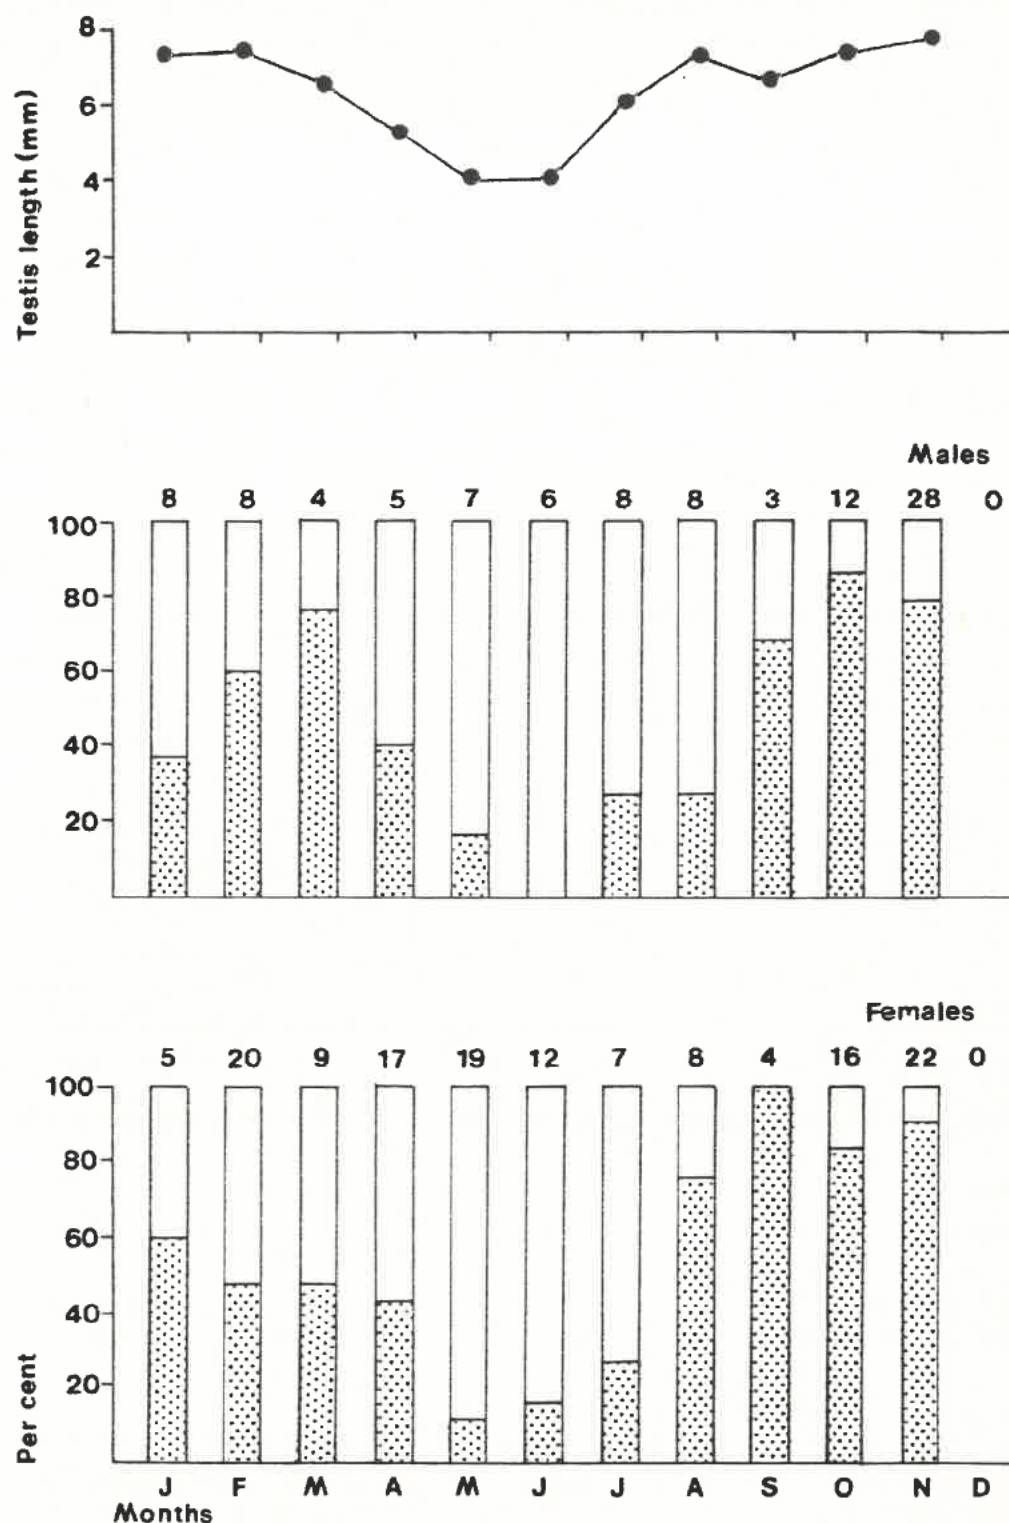 Testis length (mm)
8
6
4
2
Males
8 8 4 5 7 6 8 8 3 12 28 0
100
80
60
40
20
Females
5 20 9 17 19 12 7 8 4 16 22 0
100
80
60
40
20
Per cent
J F M A M J J A S O N D
Months